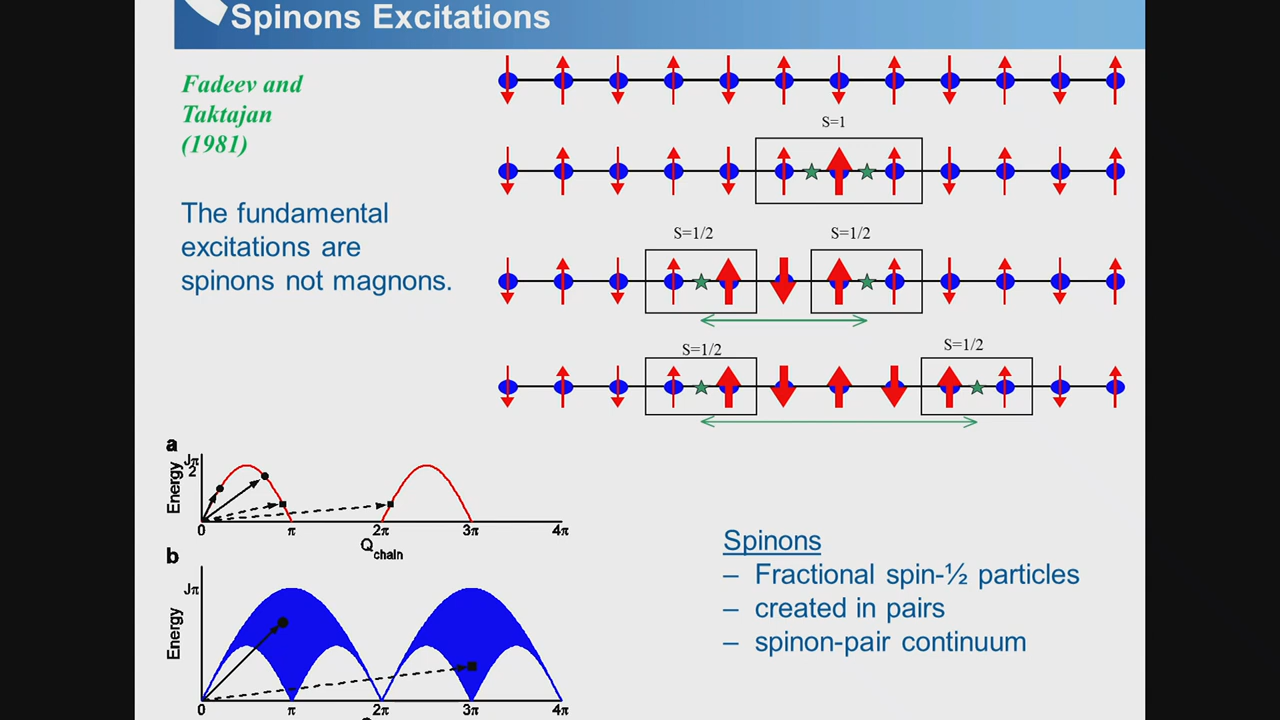 Spinons Excitations
Fadeev and
Taktajan
(1981)
The fundamental
excitations are
spinons not magnons.
S=1
S=1/2 S=1/2
S=1/2 S=1/2
a
Energy
Jπ
2
0 π 2π 3π 4π
Qchain
b
Energy
Jπ
0 π 2π 3π 4π
Spinons
– Fractional spin-½ particles
– created in pairs
– spinon-pair continuum